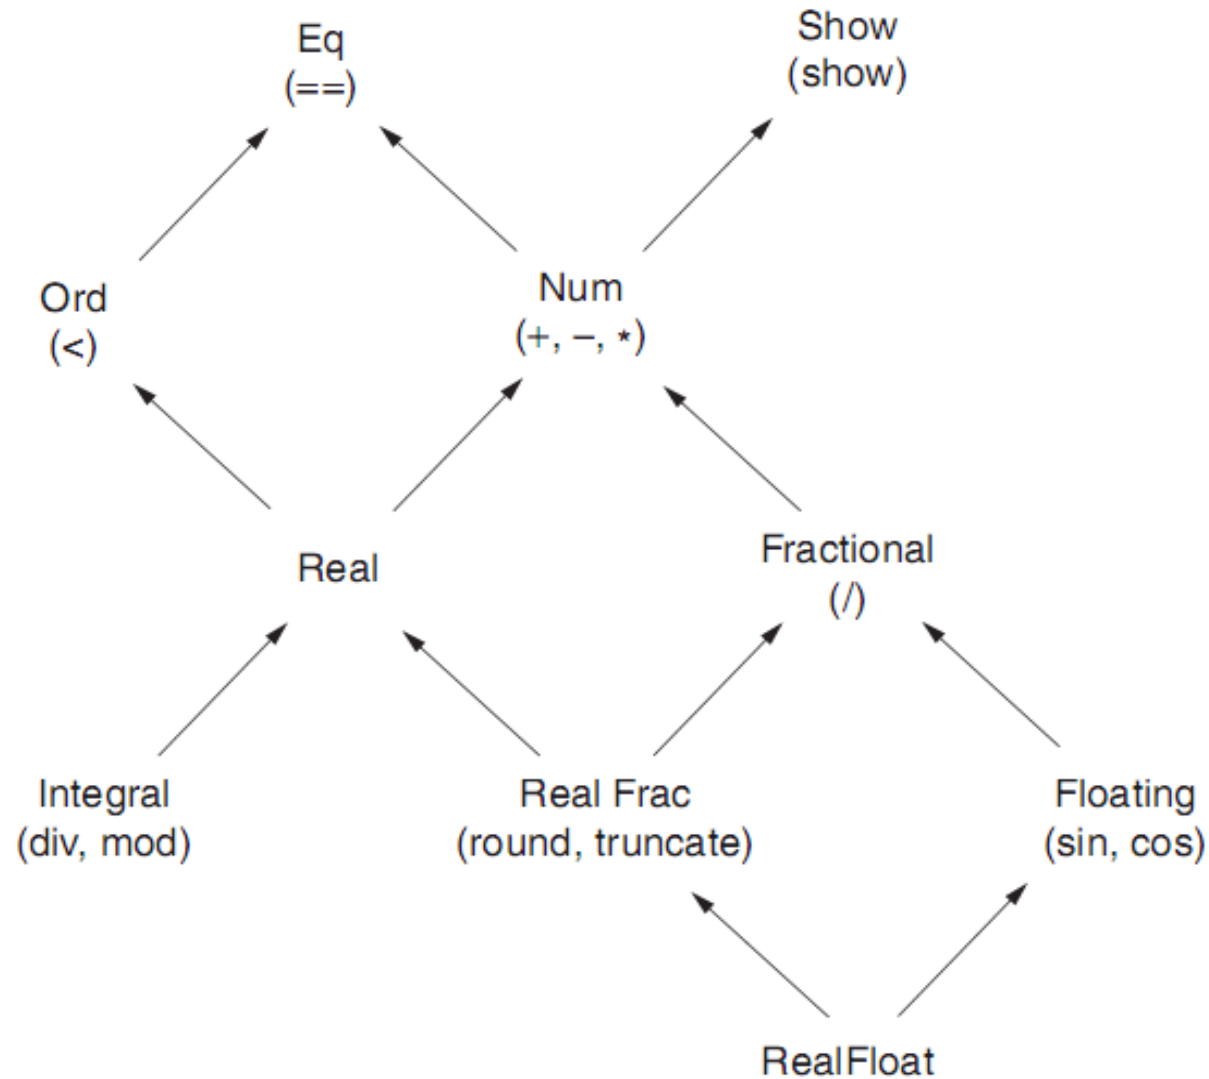 Eq
(==)
Show
(show)
Ord
(<)
Num
(+, –, *)
Real
Fractional
(/)
Integral
(div, mod)
Real Frac
(round, truncate)
Floating
(sin, cos)
RealFloat